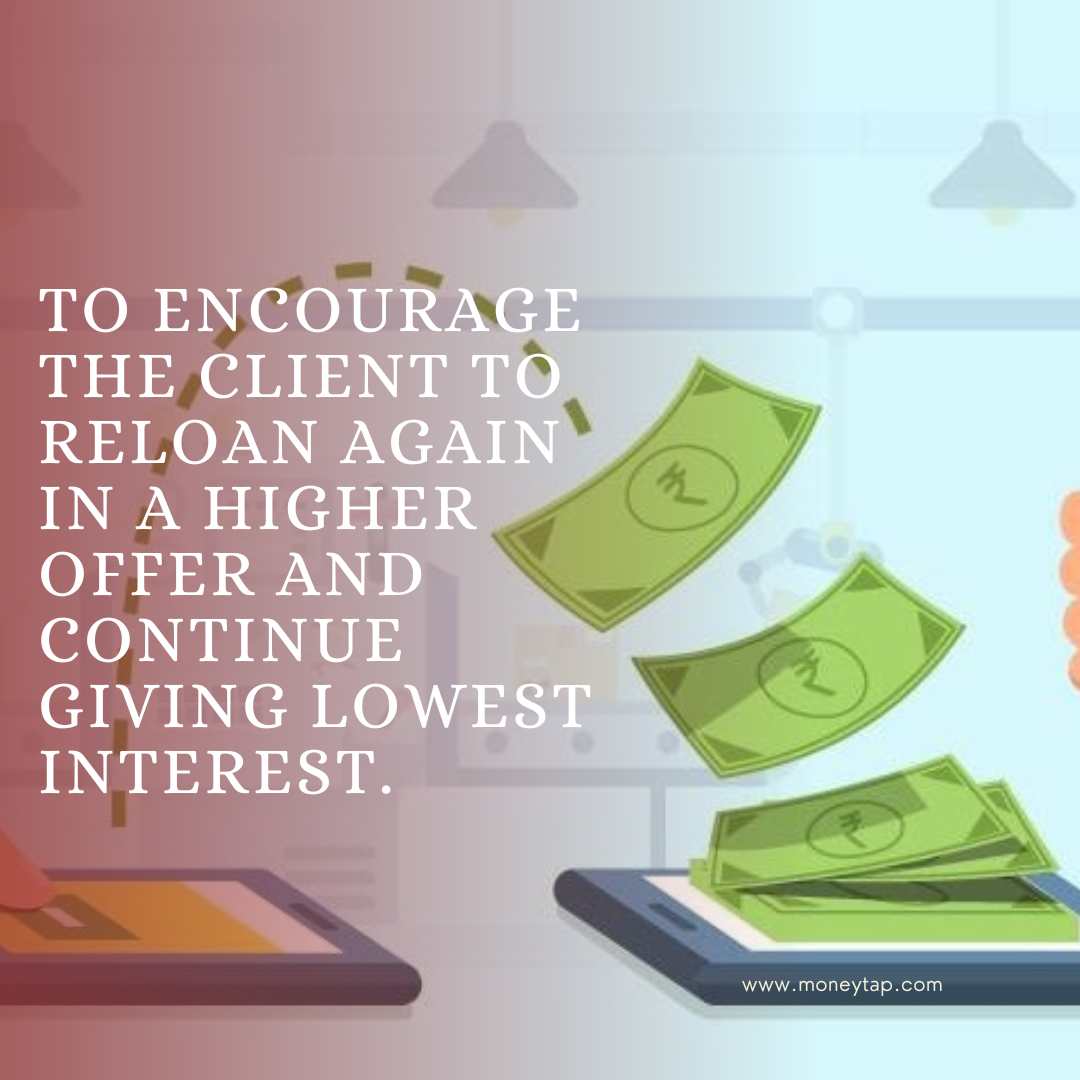 TO ENCOURAGE
THE CLIENT TO
RELOAN AGAIN
IN A HIGHER
OFFER AND
CONTINUE
GIVING LOWEST
INTEREST.
₹
₹
₹
www.moneytap.com